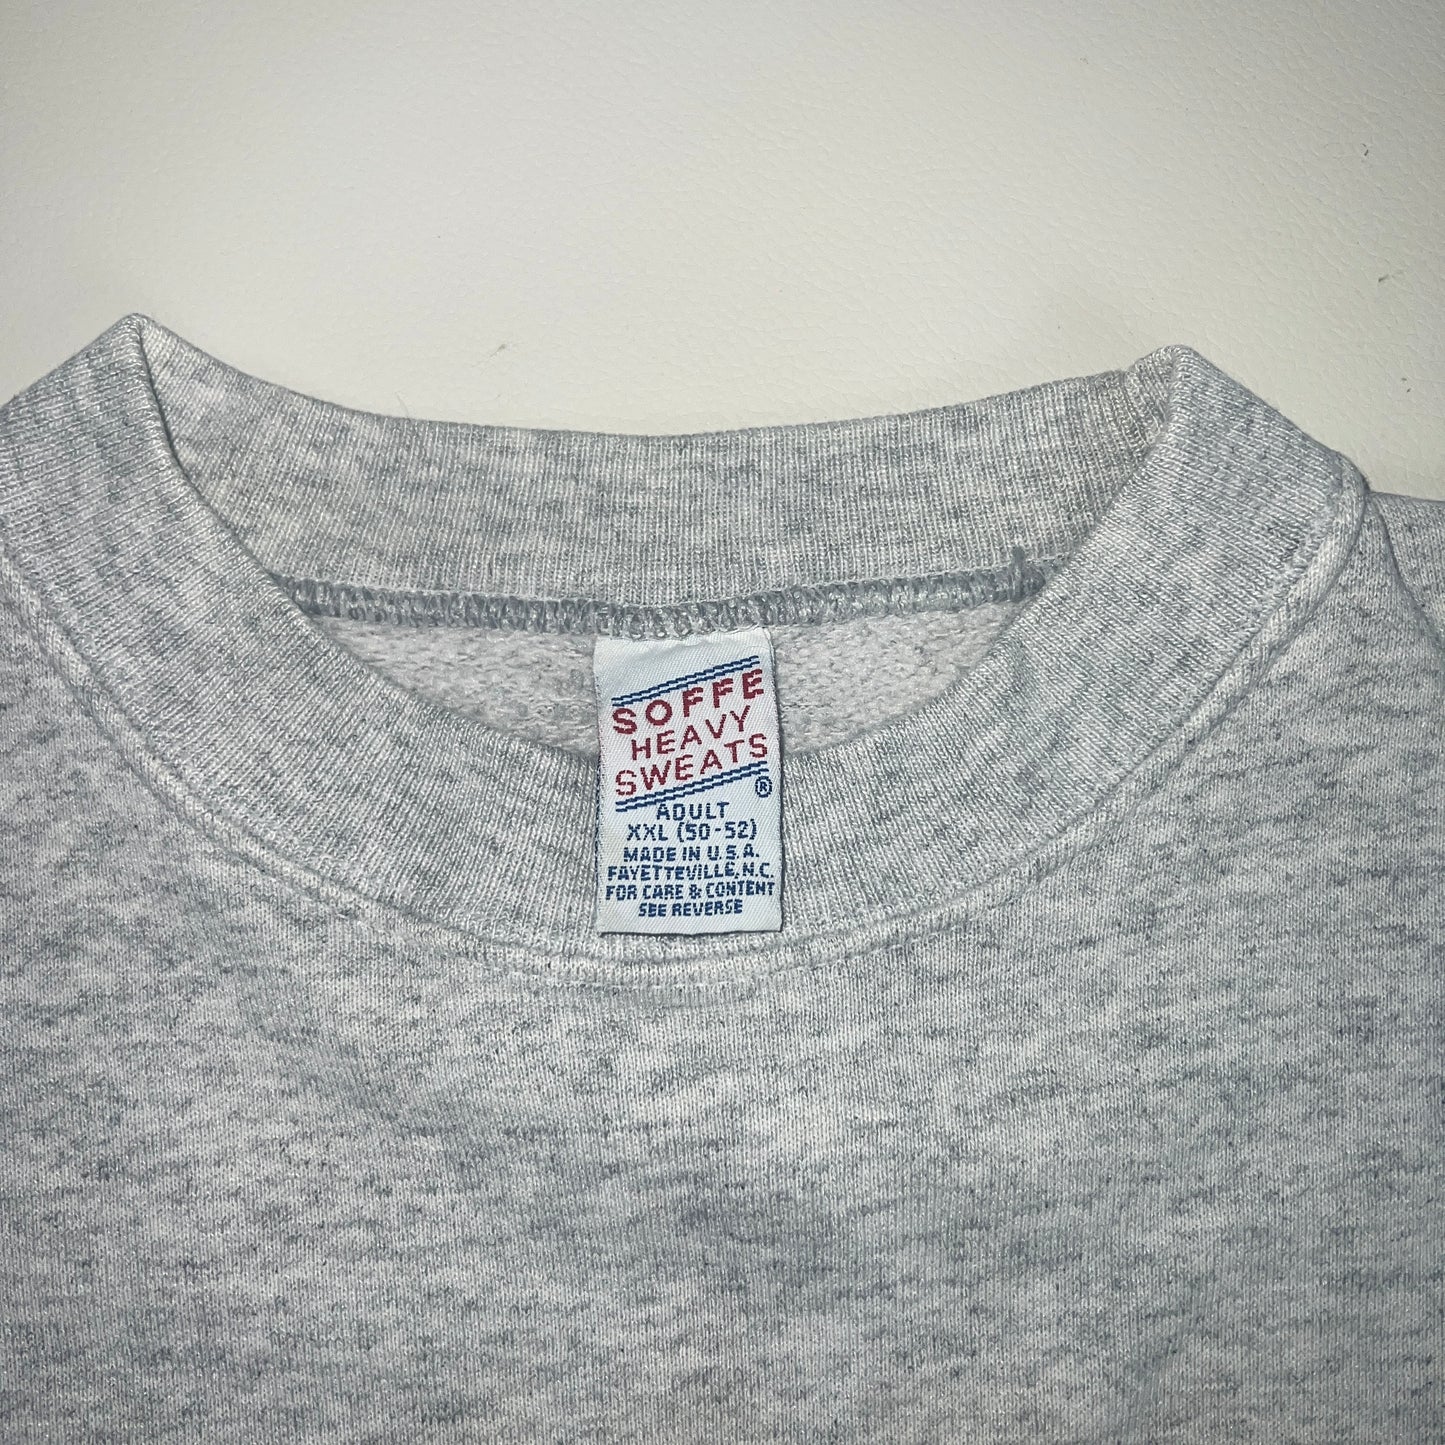 SOFFE
HEAVY
SWEATS
®
ADULT
XXL (50-52)
MADE IN U.S.A.
FAYETTEVILLE, N.C.
FOR CARE & CONTENT
SEE REVERSE